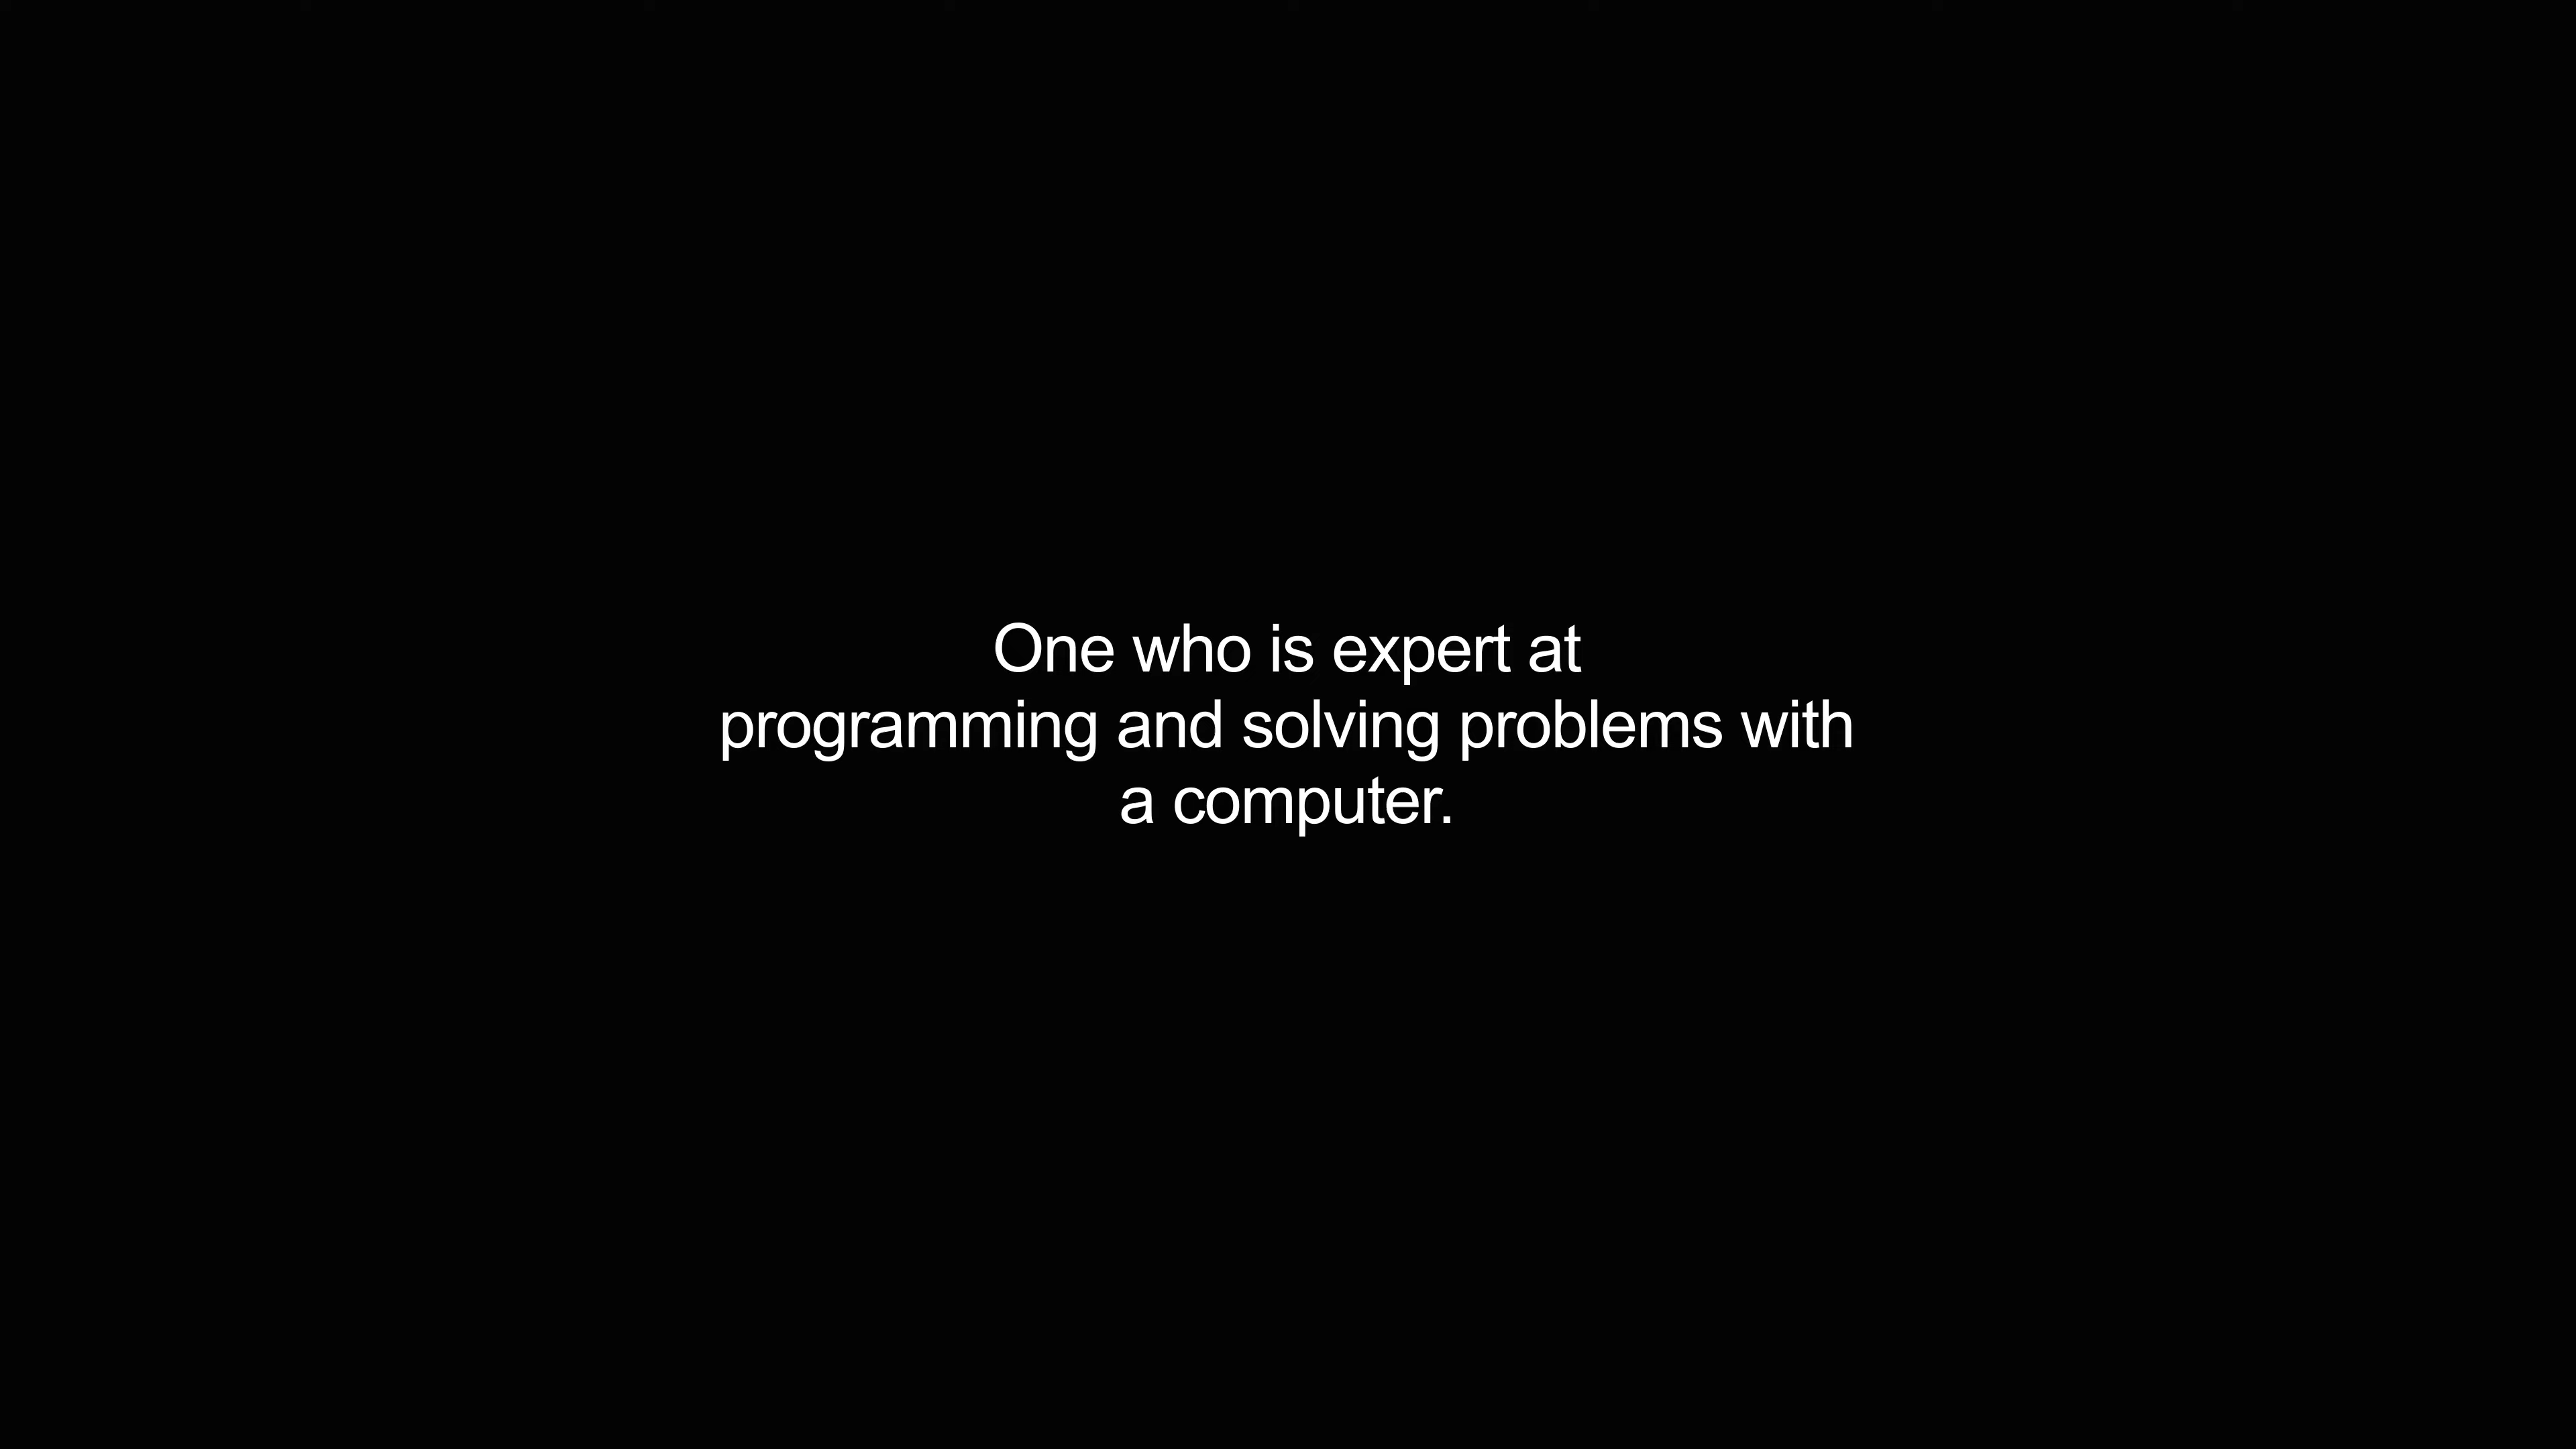 One who is expert at
programming and solving problems with
a computer.